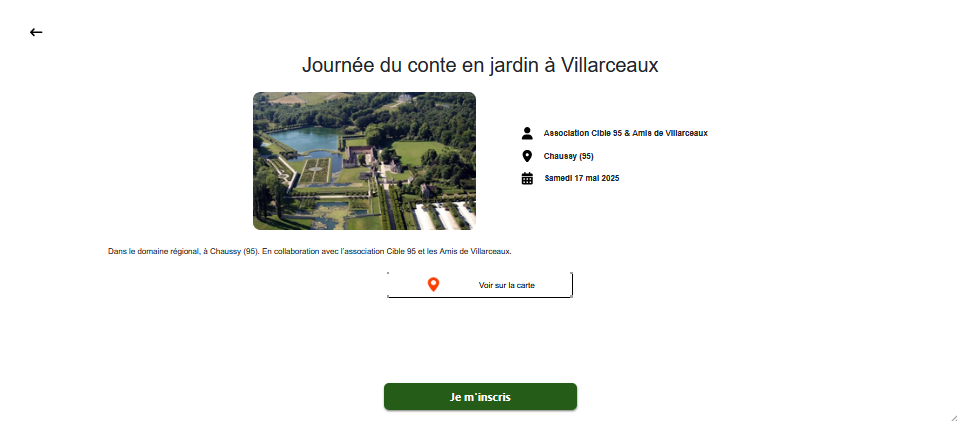 Journée du conte en jardin à Villarceaux
Association Cible 95 & Amis de Villarceaux
Chaussy (95)
Samedi 17 mai 2025
Dans le domaine régional, à Chaussy (95). En collaboration avec l'association Cible 95 et les Amis de Villarceaux.
Voir sur la carte
Je m'inscris